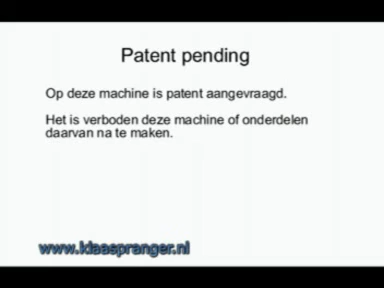 Patent pending
Op deze machine is patent aangevraagd.
Het is verboden deze machine of onderdelen
daarvan na te maken.
www.klaaspranger.nl